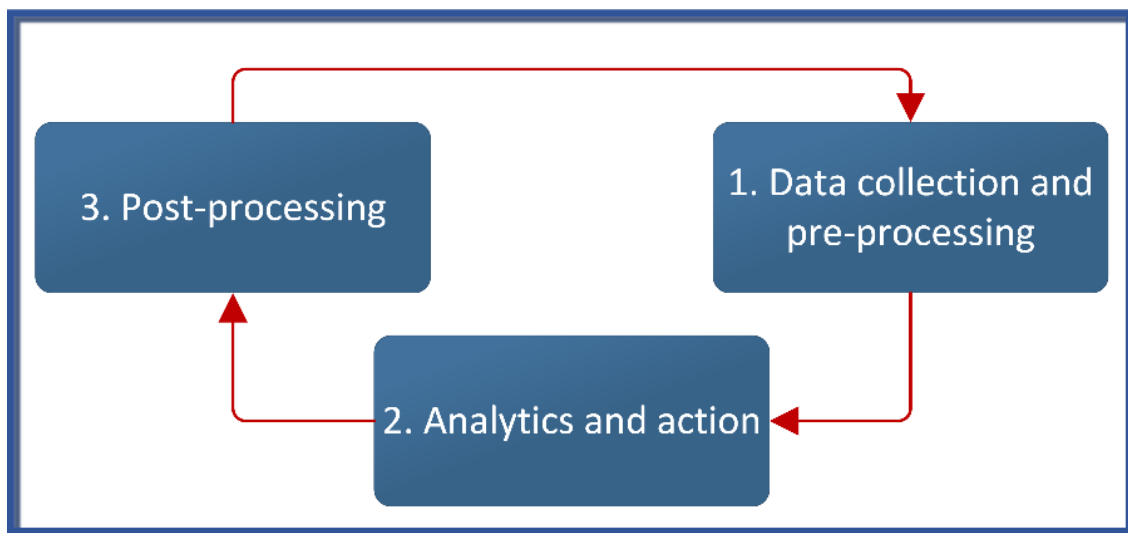 3. Post-processing
1. Data collection and
pre-processing
2. Analytics and action